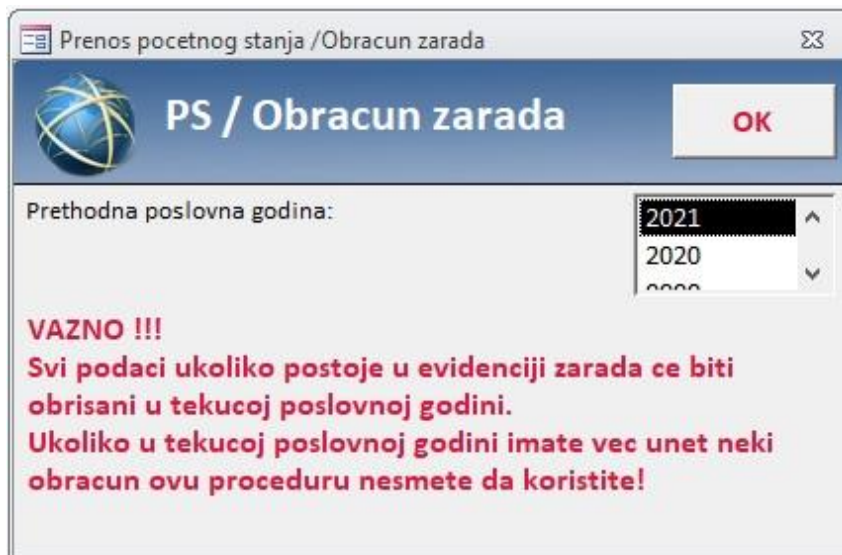 Prenos pocetnog stanja /Obracun zarada
PS / Obracun zarada
OK
Prethodna poslovna godina:
2021
2020
VAZNO !!!
Svi podaci ukoliko postoje u evidenciji zarada ce biti
obrisani u tekucoj poslovnoj godini.
Ukoliko u tekucoj poslovnoj godini imate vec unet neki
obracun ovu proceduru nesmete da koristite!